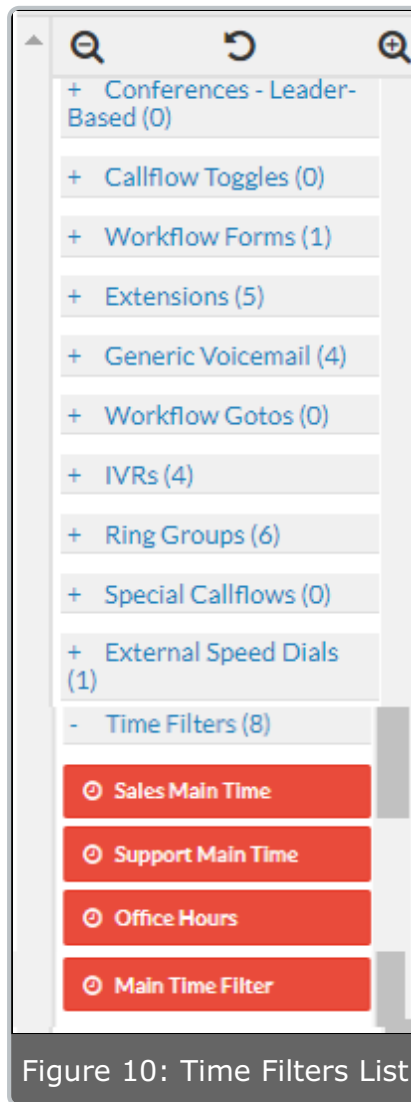 + Conferences - Leader-
Based (0)
+ Callflow Toggles (0)
+ Workflow Forms (1)
+ Extensions (5)
+ Generic Voicemail (4)
+ Workflow Gotos (0)
+ IVRs (4)
+ Ring Groups (6)
+ Special Callflows (0)
+ External Speed Dials
(1)
- Time Filters (8)
Sales Main Time
Support Main Time
Office Hours
Main Time Filter
Figure 10: Time Filters List